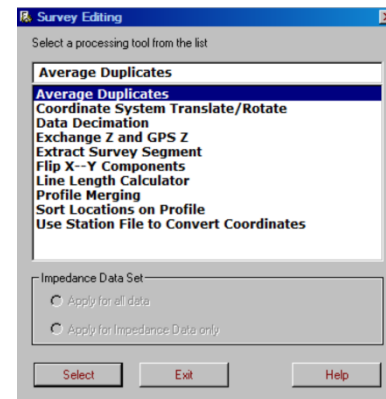 Survey Editing
Select a processing tool from the list
Average Duplicates
Average Duplicates
Coordinate System Translate/Rotate
Data Decimation
Exchange Z and GPS Z
Extract Survey Segment
Flip X--Y Components
Line Length Calculator
Profile Merging
Sort Locations on Profile
Use Station File to Convert Coordinates
Impedance Data Set
Apply for all data
Apply for Impedance Data only
Select Exit Help